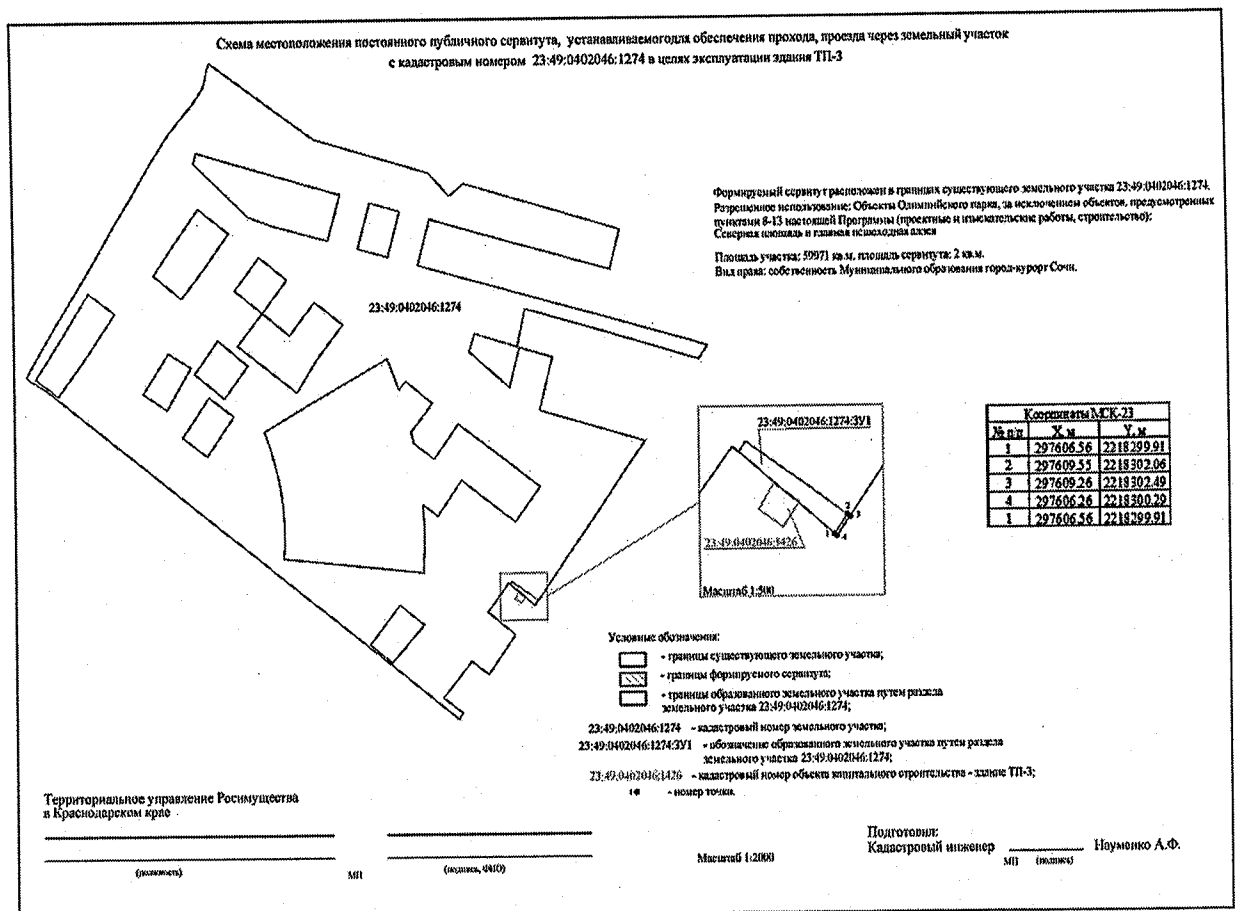 Схема местоположения постоянного публичного сервитута, устанавливаемогодля обеспечения прохода, проезда через земельный участок
с кадастровым номером 23:49:0402046:1274 в целях эксплуатации здания ТП-3
Формируемый сервитут расположен в границах существующего земельного участка 23:49:0402046:1274.
Разрешенное использование: Объекты Олимпийского парка, за исключением объектов, предусмотренных
пунктами 8-13 настоящей Программы (проектные и изыскательские работы, строительство):
Северная площадь и главная пешеходная аллея
Площадь участка: 59971 кв.м, площадь сервитута: 2 кв.м.
Вид права: собственность Муниципального образования город-курорт Сочи.
23:49:0402046:1274
23:49:0402046:1274:ЗУ1
2
3
1
4
23:49:0402046:1426
Масштаб 1:500
Координаты МСК-23
№ п/п X, м Y, м
1 297606.56 2218299.91
2 297609.55 2218302.06
3 297609.26 2218302.49
4 297606.26 2218300.29
1 297606.56 2218299.91
Условные обозначения:
- границы существующего земельного участка;
- границы формируемого сервитута;
- границы образованного земельного участка путем раздела
земельного участка 23:49:0402046:1274;
23:49:0402046:1274 - кадастровый номер земельного участка;
23:49:0402046:1274:ЗУ1 - обозначение образованного земельного участка путем раздела
земельного участка 23:49:0402046:1274;
23:49:0402046:1426 - кадастровый номер объекта капитального строительства - здание ТП-3;
1 - номер точки.
Территориальное управление Росимущества
в Краснодарском крае
(должность)
МП
(подпись, ФИО)
Масштаб 1:2000
Подготовил:
Кадастровый инженер Науменко А.Ф.
МП (подпись)